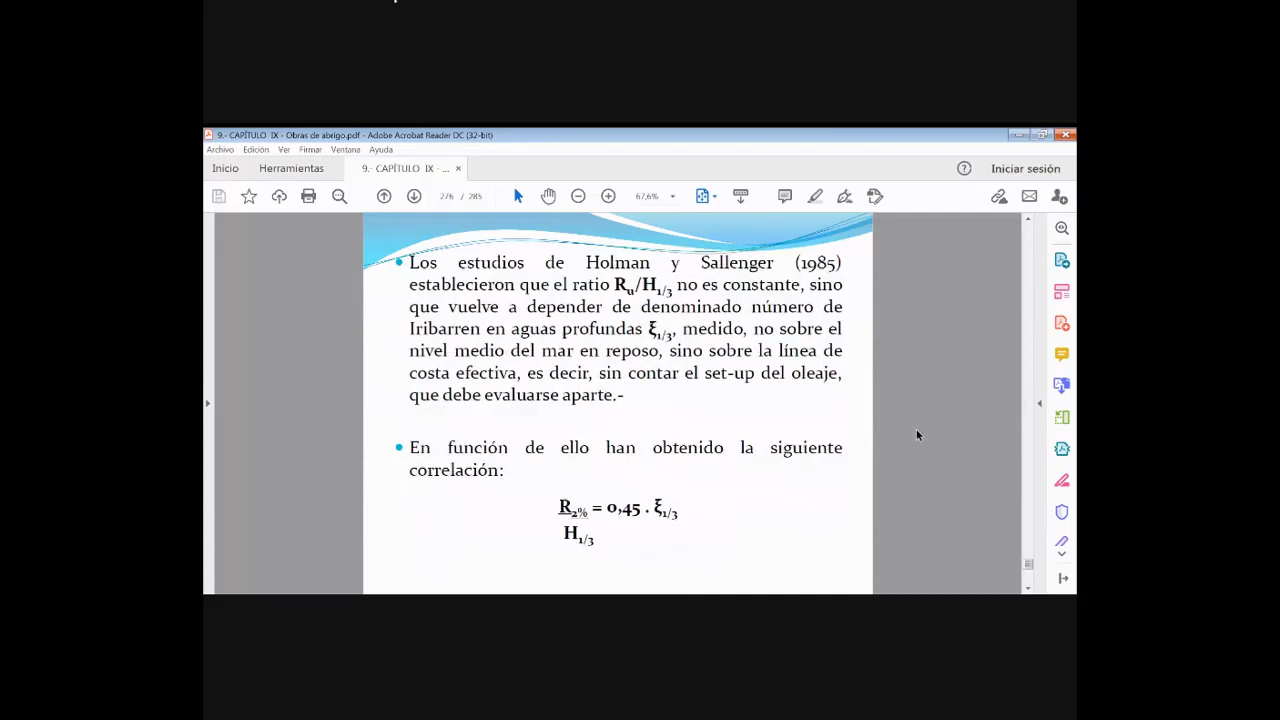 9.- CAPÍTULO IX - Obras de abrigo.pdf - Adobe Acrobat Reader DC (32-bit)
Archivo Edición Ver Firmar Ventana Ayuda
Inicio Herramientas 9.- CAPÍTULO IX - ... × Iniciar sesión
276 / 285 67,6%
• Los estudios de Holman y Sallenger (1985)
establecieron que el ratio Ru/H1/3 no es constante, sino
que vuelve a depender de denominado número de
Iribarren en aguas profundas ξ1/3, medido, no sobre el
nivel medio del mar en reposo, sino sobre la línea de
costa efectiva, es decir, sin contar el set-up del oleaje,
que debe evaluarse aparte.-
• En función de ello han obtenido la siguiente
correlación:
R2% = 0,45 . ξ1/3
H1/3